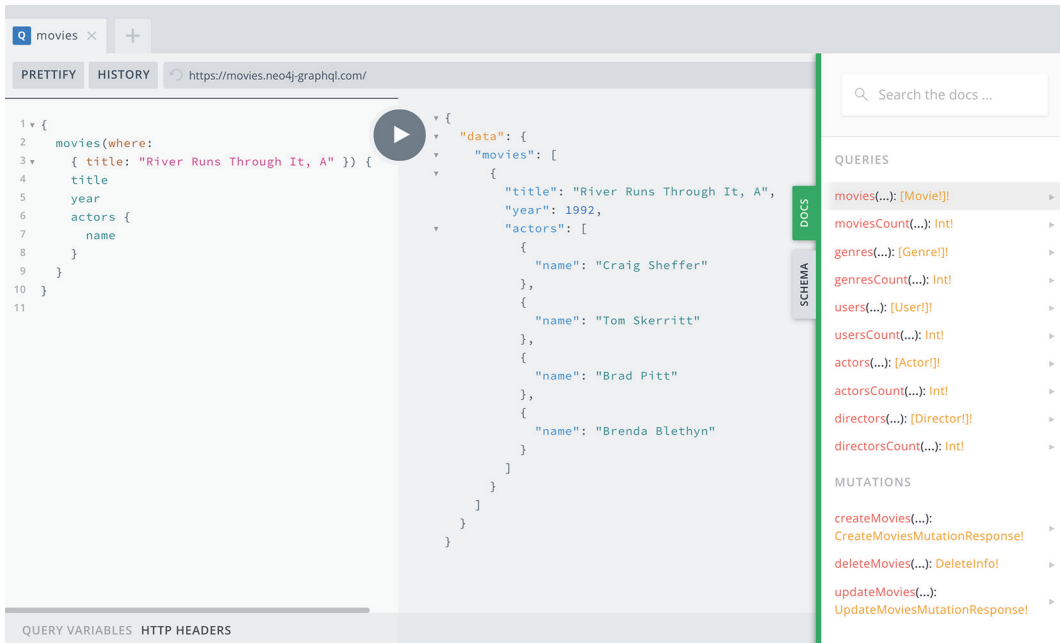 Q movies ×
+
PRETTIFY HISTORY https://movies.neo4j-graphql.com/
1 {
2 movies(where:
3 { title: "River Runs Through It, A" }) {
4 title
5 year
6 actors {
7 name
8 }
9 }
10 }
11
{
"data": {
"movies": [
{
"title": "River Runs Through It, A",
"year": 1992,
"actors": [
{
"name": "Craig Sheffer"
},
{
"name": "Tom Skerritt"
},
{
"name": "Brad Pitt"
},
{
"name": "Brenda Blethyn"
}
]
}
]
}
}
DOCS
SCHEMA
Search the docs ...
QUERIES
movies(...): [Movie!]!
moviesCount(...): Int!
genres(...): [Genre!]!
genresCount(...): Int!
users(...): [User!]!
usersCount(...): Int!
actors(...): [Actor!]!
actorsCount(...): Int!
directors(...): [Director!]!
directorsCount(...): Int!
MUTATIONS
createMovies(...):
CreateMoviesMutationResponse!
deleteMovies(...): DeleteInfo!
updateMovies(...):
UpdateMoviesMutationResponse!
QUERY VARIABLES HTTP HEADERS